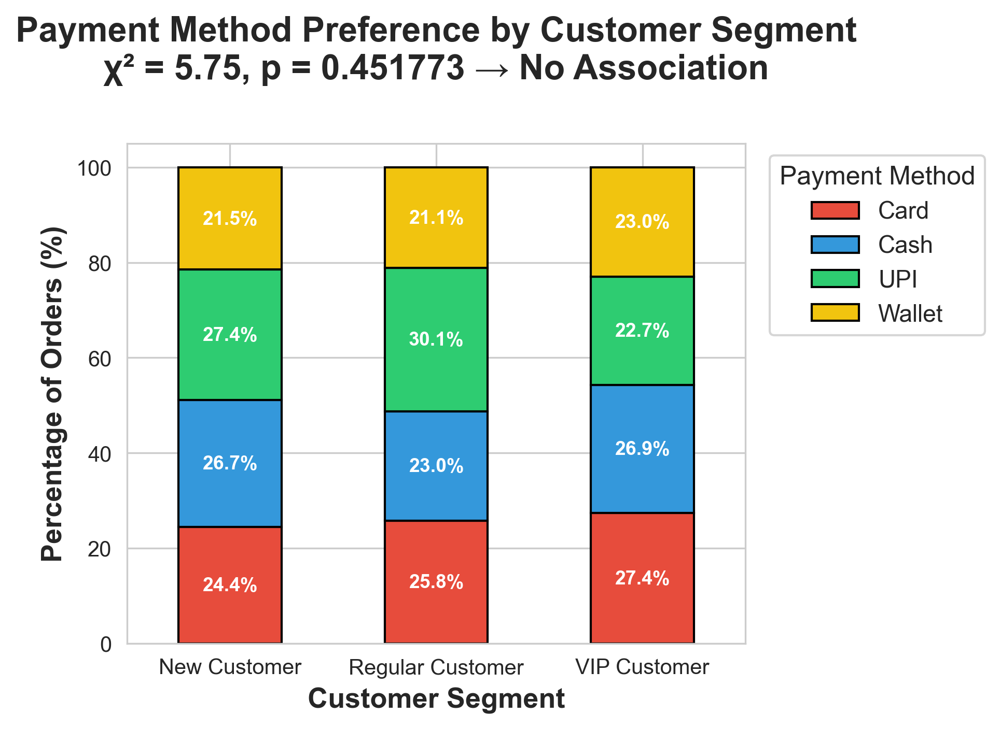 Payment Method Preference by Customer Segment
χ² = 5.75, p = 0.451773 → No Association
Percentage of Orders (%)
100
80
60
40
20
0
21.5%
27.4%
26.7%
24.4%
21.1%
30.1%
23.0%
25.8%
23.0%
22.7%
26.9%
27.4%
New Customer
Regular Customer
VIP Customer
Customer Segment
Payment Method
Card
Cash
UPI
Wallet